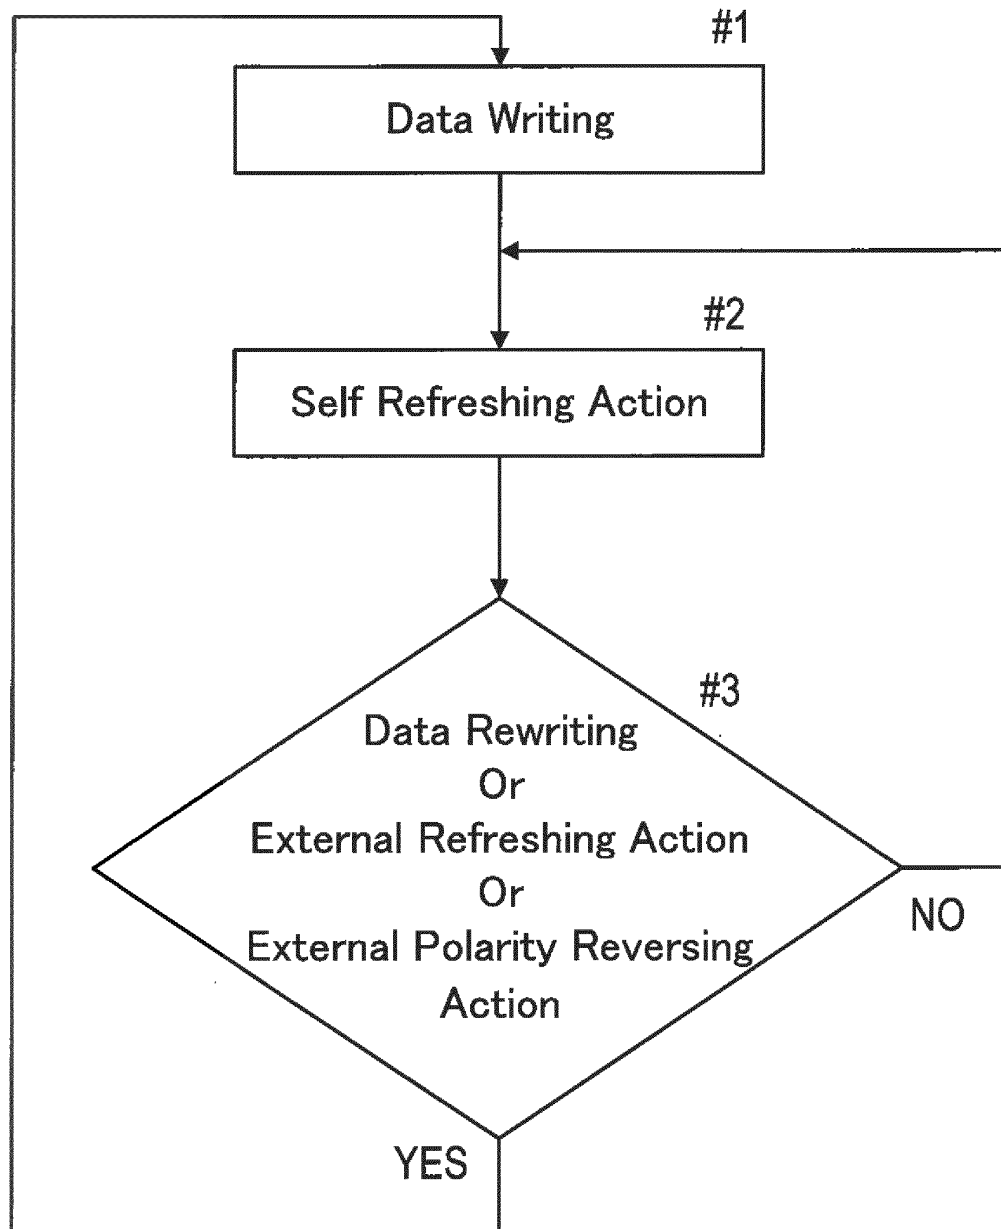 #1
Data Writing
#2
Self Refreshing Action
#3
Data Rewriting
Or
External Refreshing Action
Or
External Polarity Reversing
Action
NO
YES